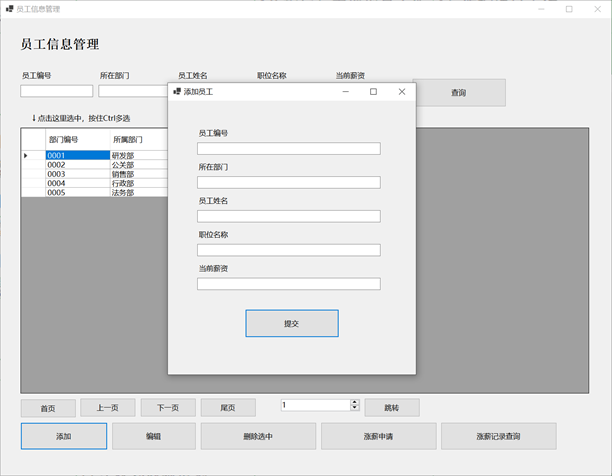 员工信息管理
员工信息管理
员工编号
所在部门
员工姓名
职位名称
当前薪资
查询
↓点击这里选中，按住Ctrl多选
部门编号
所属部门
0001
研发部
0002
公关部
0003
销售部
0004
行政部
0005
法务部
添加员工
员工编号
所在部门
员工姓名
职位名称
当前薪资
提交
首页
上一页
下一页
尾页
1
跳转
添加
编辑
删除选中
涨薪申请
涨薪记录查询